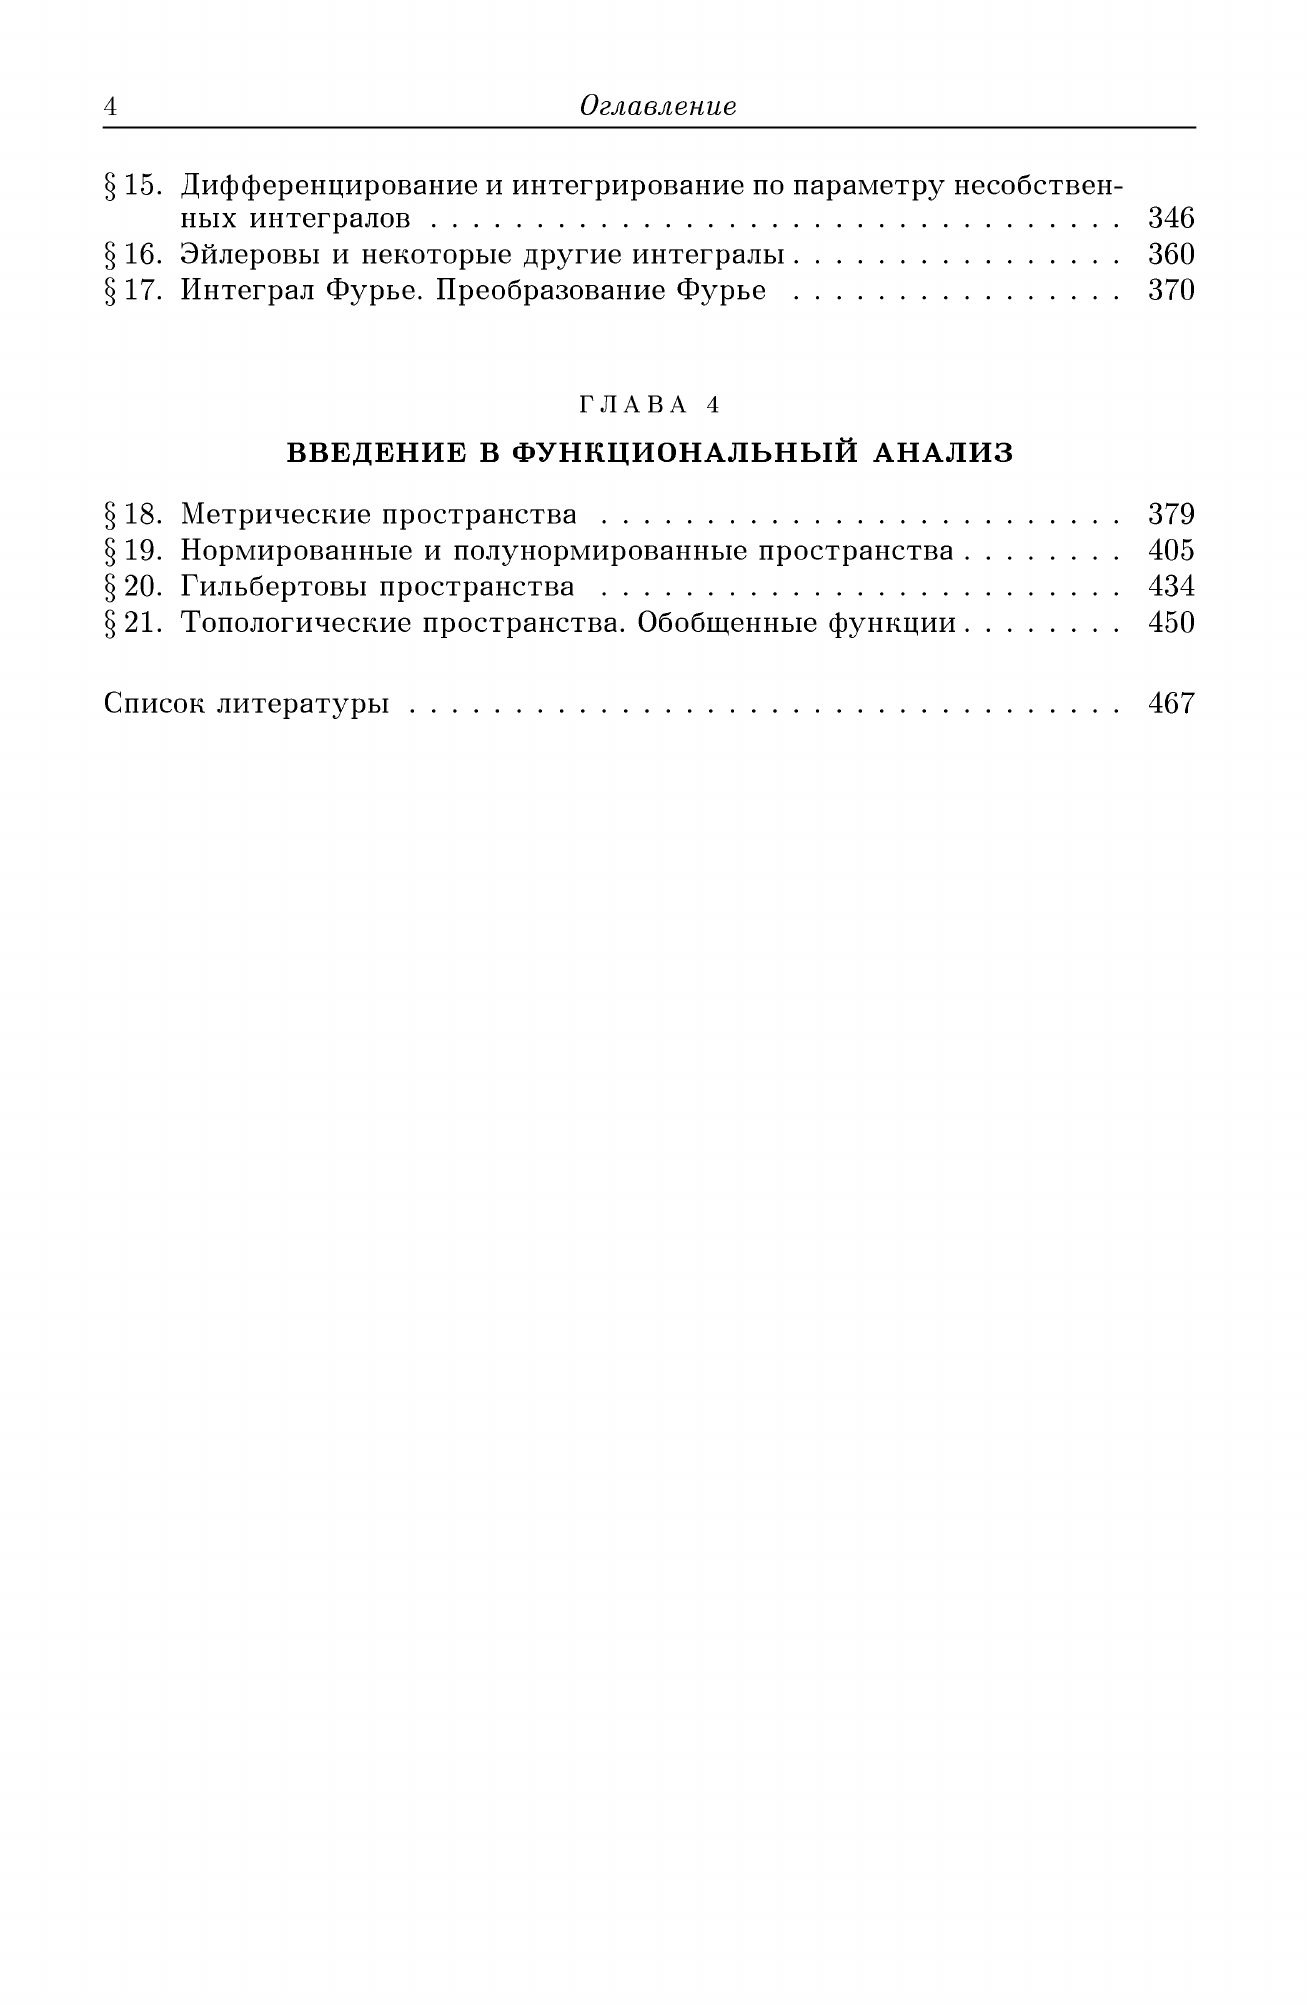 4 Оглавление
§ 15. Дифференцирование и интегрирование по параметру несобствен-
ных интегралов . . . . . . . . . . . . . . . . . . . . . . . . . . . . . . . . . 346
§ 16. Эйлеровы и некоторые другие интегралы . . . . . . . . . . . . . . . . 360
§ 17. Интеграл Фурье. Преобразование Фурье . . . . . . . . . . . . . . . . 370
ГЛАВА 4
ВВЕДЕНИЕ В ФУНКЦИОНАЛЬНЫЙ АНАЛИЗ
§ 18. Метрические пространства . . . . . . . . . . . . . . . . . . . . . . . . . 379
§ 19. Нормированные и полунормированные пространства . . . . . . . . 405
§ 20. Гильбертовы пространства . . . . . . . . . . . . . . . . . . . . . . . . . 434
§ 21. Топологические пространства. Обобщенные функции . . . . . . . . 450
Список литературы . . . . . . . . . . . . . . . . . . . . . . . . . . . . . . . . . . 467